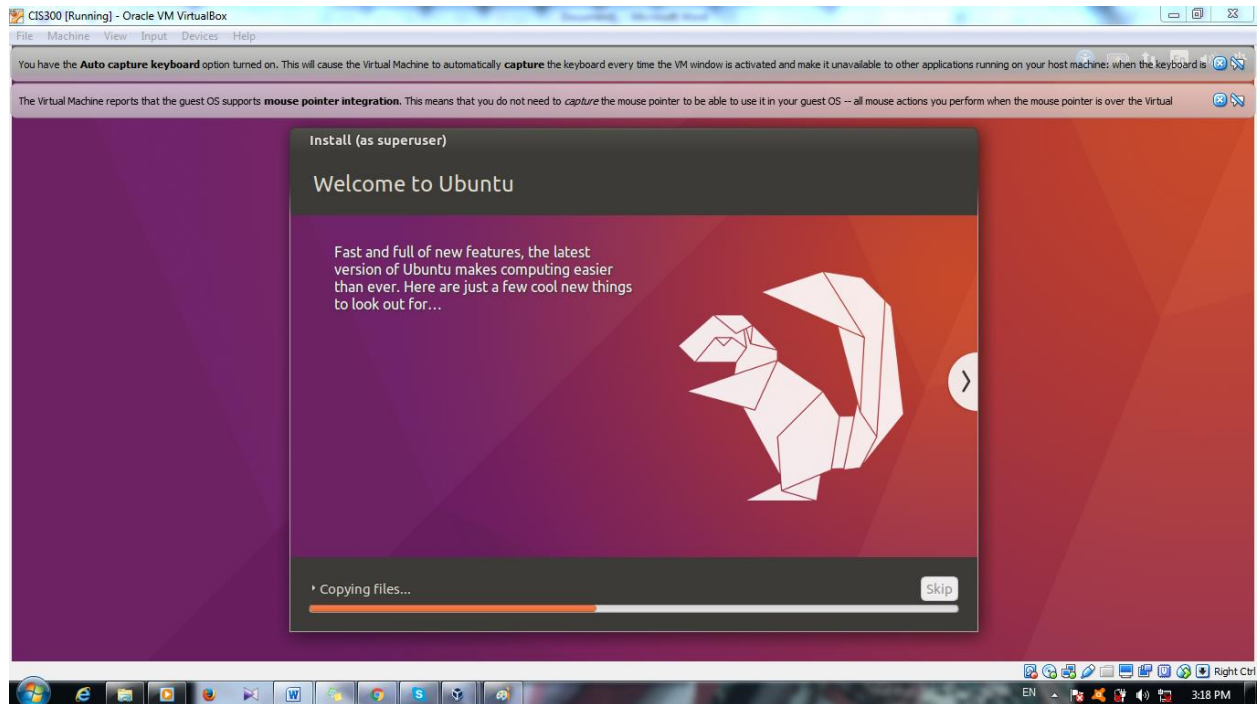 CIS300 [Running] - Oracle VM VirtualBox
File Machine View Input Devices Help
You have the Auto capture keyboard option turned on. This will cause the Virtual Machine to automatically capture the keyboard every time the VM window is activated and make it unavailable to other applications running on your host machine: when the keyboard is
The Virtual Machine reports that the guest OS supports mouse pointer integration. This means that you do not need to capture the mouse pointer to be able to use it in your guest OS -- all mouse actions you perform when the mouse pointer is over the Virtual
Install (as superuser)
Welcome to Ubuntu
Fast and full of new features, the latest
version of Ubuntu makes computing easier
than ever. Here are just a few cool new things
to look out for…
Copying files...
Skip
Right Ctrl
EN
3:18 PM